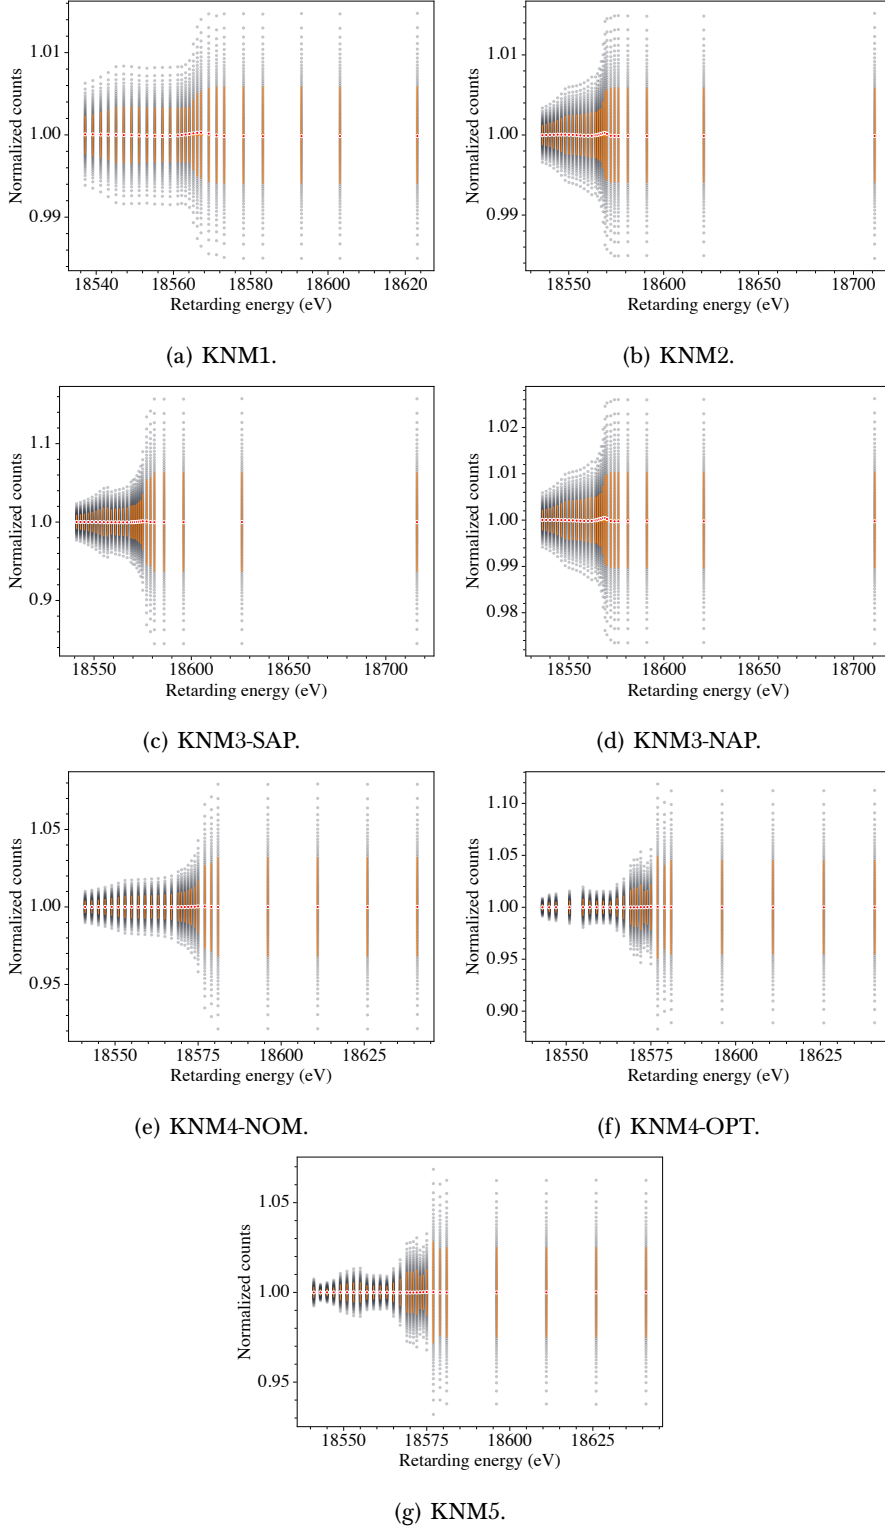 Normalized counts
1.01
1.00
0.99
18540 18560 18580 18600 18620
Retarding energy (eV)
(a) KNM1.
Normalized counts
1.01
1.00
0.99
18550 18600 18650 18700
Retarding energy (eV)
(b) KNM2.
Normalized counts
1.1
1.0
0.9
18550 18600 18650 18700
Retarding energy (eV)
(c) KNM3-SAP.
Normalized counts
1.02
1.01
1.00
0.99
0.98
18550 18600 18650 18700
Retarding energy (eV)
(d) KNM3-NAP.
Normalized counts
1.05
1.00
0.95
18550 18575 18600 18625
Retarding energy (eV)
(e) KNM4-NOM.
Normalized counts
1.10
1.05
1.00
0.95
0.90
18550 18575 18600 18625
Retarding energy (eV)
(f) KNM4-OPT.
Normalized counts
1.05
1.00
0.95
18550 18575 18600 18625
Retarding energy (eV)
(g) KNM5.